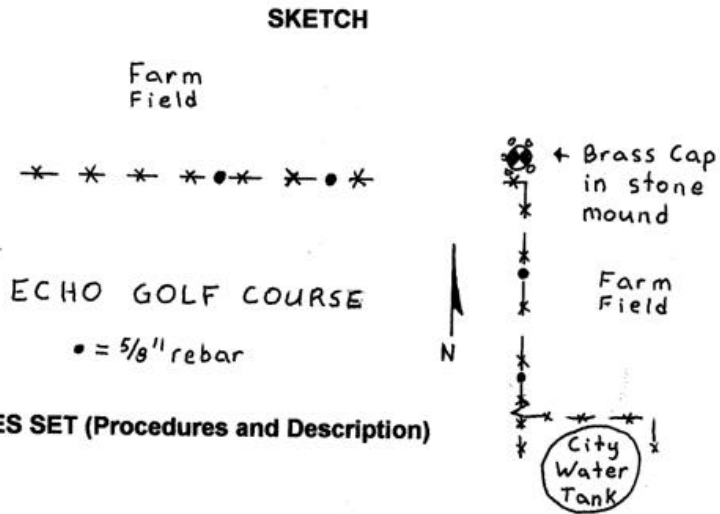 SKETCH
Farm
Field
← Brass Cap
in stone
mound
ECHO GOLF COURSE
• = 5/8" rebar
N
Farm
Field
ES SET (Procedures and Description)
City
Water
Tank